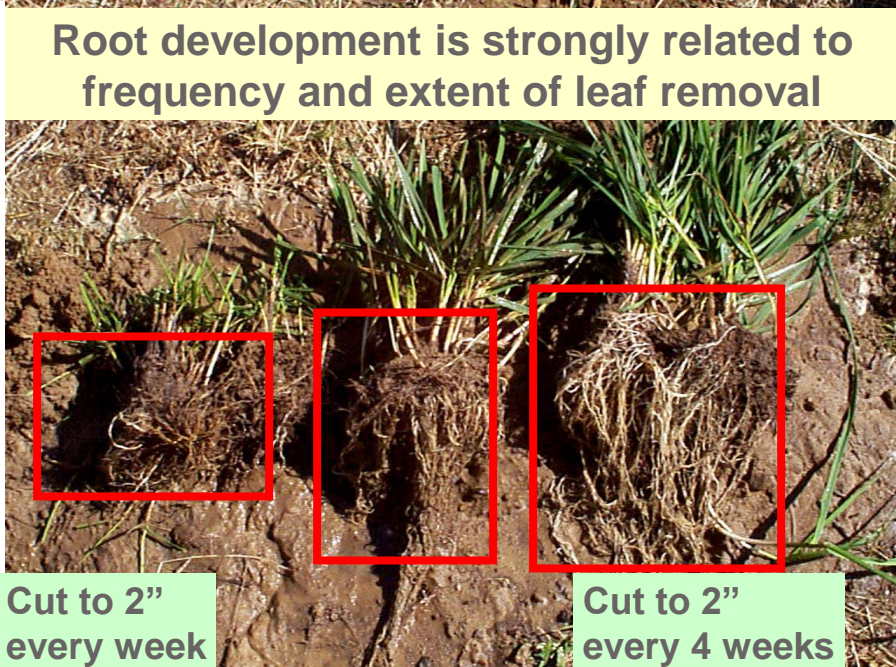 Root development is strongly related to
frequency and extent of leaf removal
Cut to 2”
every week
Cut to 2”
every 4 weeks